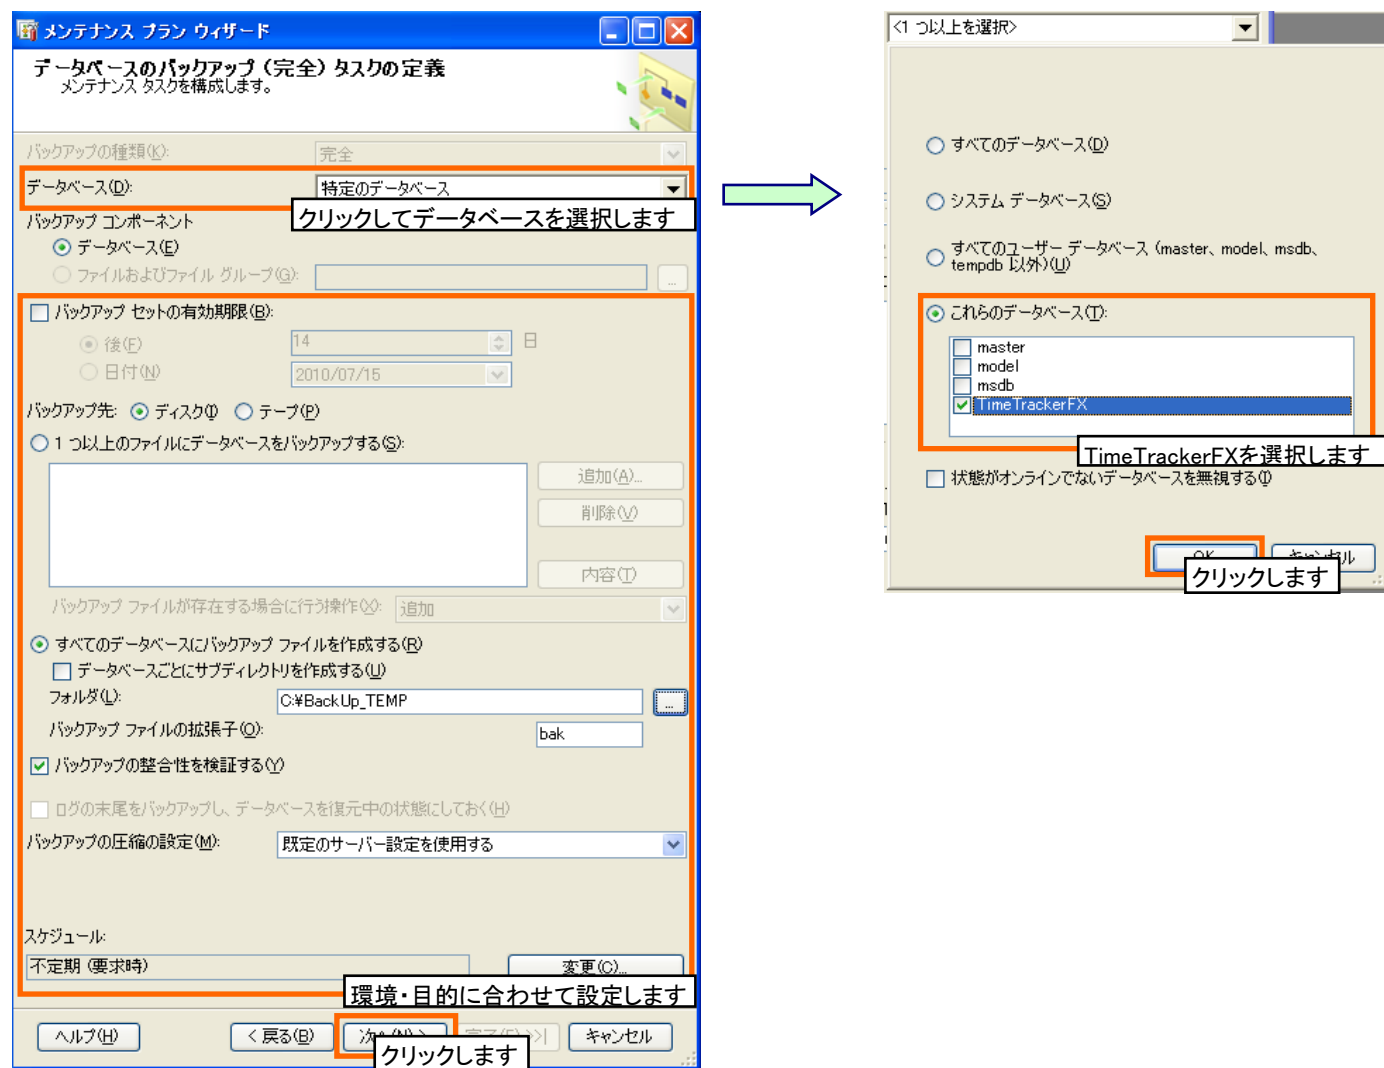 メンテナンス プラン ウィザード
データベースのバックアップ (完全) タスクの定義
メンテナンス タスクを構成します。
バックアップの種類(K):
完全
データベース(D):
特定のデータベース
クリックしてデータベースを選択します
バックアップ コンポーネント
データベース(E)
ファイルおよびファイル グループ(G):
...
バックアップ セットの有効期限(B):
後(F)
14
日
日付(N)
2010/07/15
バックアップ先:
ディスク(I)
テープ(P)
1 つ以上のファイルにデータベースをバックアップする(S):
追加(A)...
削除(V)
内容(T)
バックアップ ファイルが存在する場合に行う操作(X):
追加
すべてのデータベースにバックアップ ファイルを作成する(R)
データベースごとにサブディレクトリを作成する(U)
フォルダ(L):
C:¥BackUp_TEMP
...
バックアップ ファイルの拡張子(O):
bak
バックアップの整合性を検証する(Y)
ログの末尾をバックアップし、データベースを復元中の状態にしておく(H)
バックアップの圧縮の設定(M):
既定のサーバー設定を使用する
スケジュール:
不定期 (要求時)
変更(C)...
環境・目的に合わせて設定します
ヘルプ(H)
< 戻る(B)
次へ(N) >
完了(F) >>|
キャンセル
クリックします
<1 つ以上を選択>
すべてのデータベース(D)
システム データベース(S)
すべてのユーザー データベース (master、model、msdb、
tempdb 以外)(U)
これらのデータベース(T):
master
model
msdb
TimeTrackerFX
TimeTrackerFXを選択します
状態がオンラインでないデータベースを無視する(I)
OK
キャンセル
クリックします